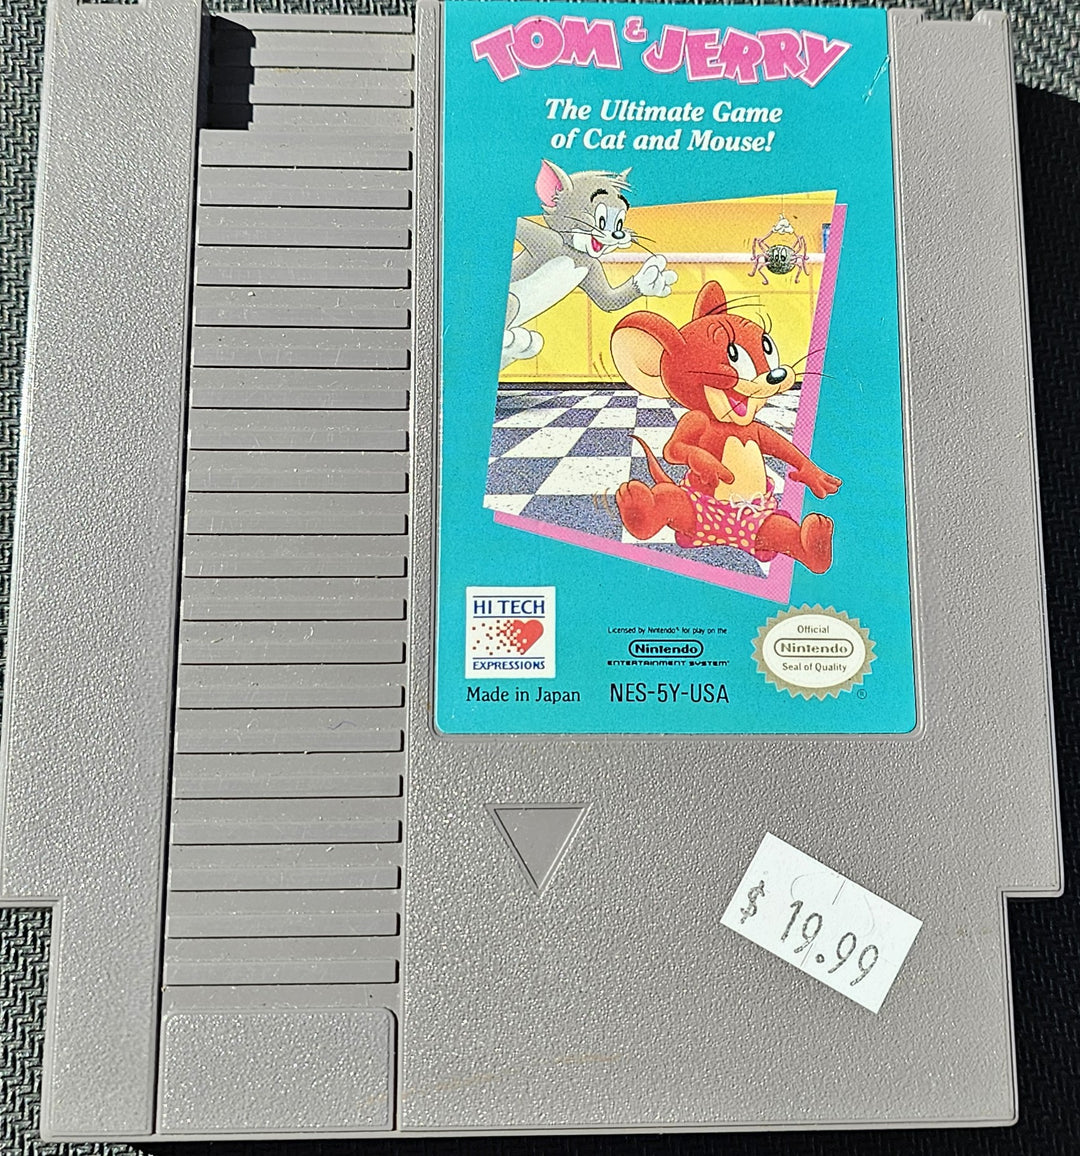 TOM & JERRY
The Ultimate Game
of Cat and Mouse!
HI TECH
EXPRESSIONS
Made in Japan
Licensed by Nintendo® for play on the
Nintendo
ENTERTAINMENT SYSTEM®
NES-5Y-USA
Official
Nintendo
Seal of Quality
®
$ 19.99